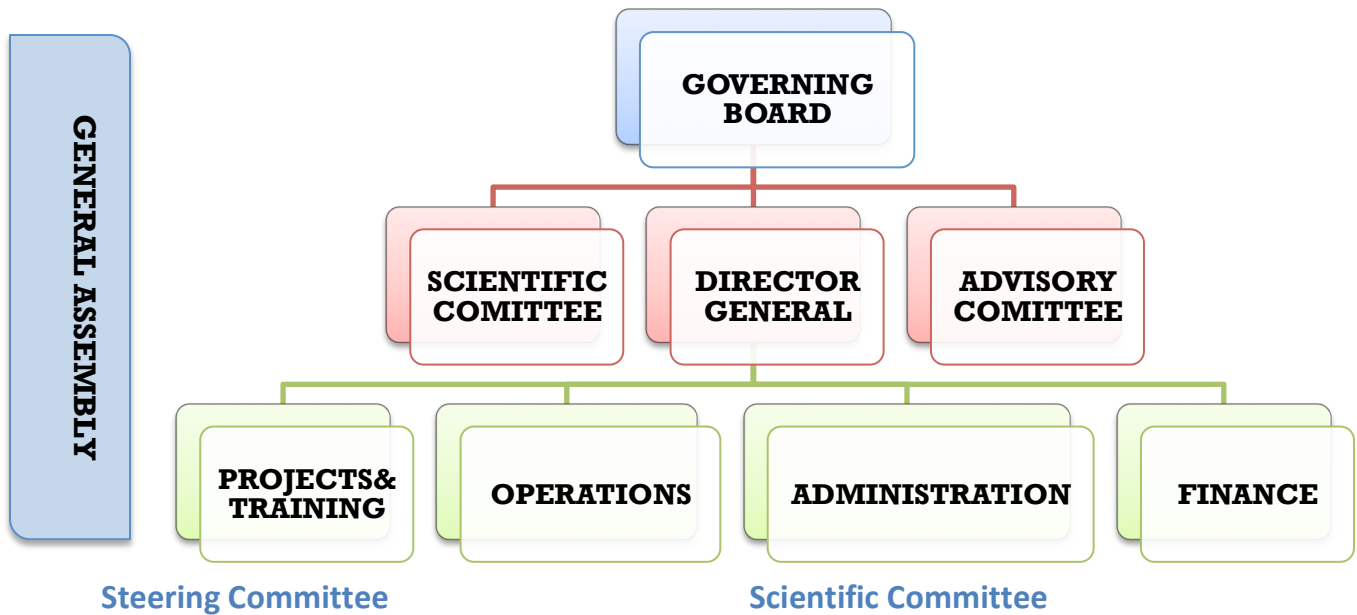 GOVERNING
BOARD
GENERAL ASSEMBLY
SCIENTIFIC
COMITTEE
DIRECTOR
GENERAL
ADVISORY
COMITTEE
PROJECTS&
TRAINING
OPERATIONS
ADMINISTRATION
FINANCE
Steering Committee
Scientific Committee